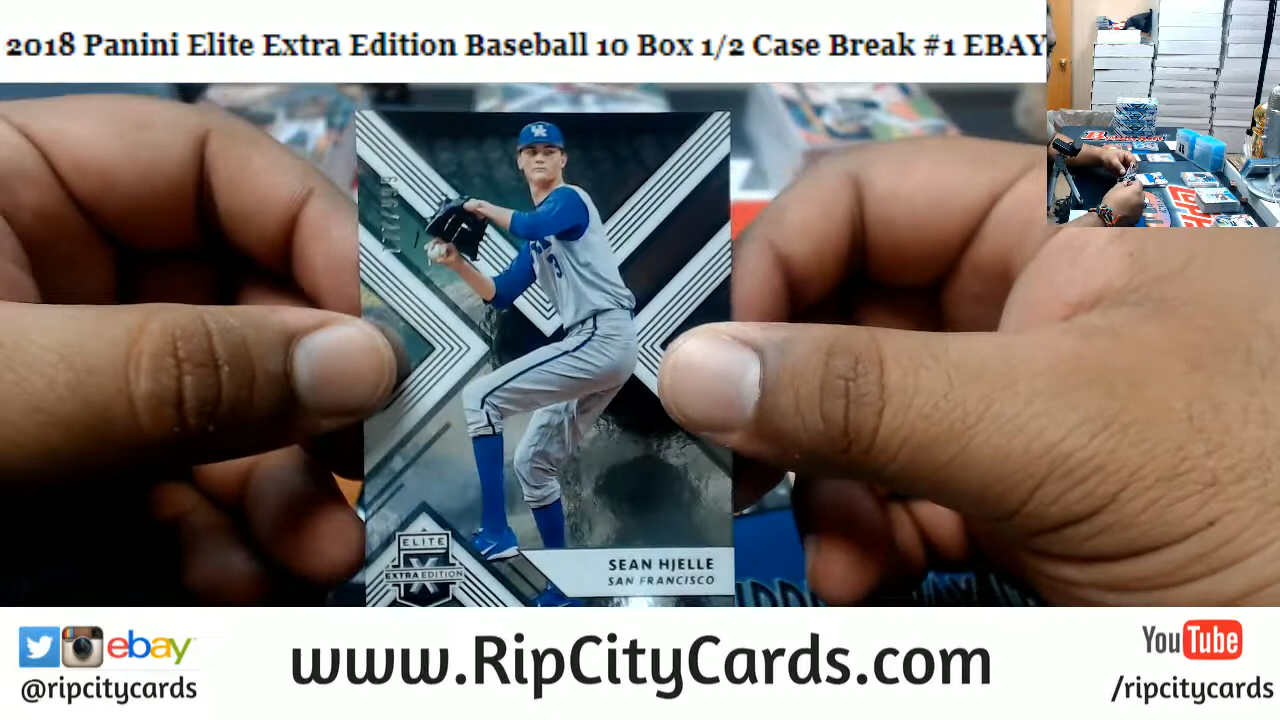 2018 Panini Elite Extra Edition Baseball 10 Box 1/2 Case Break #1 EBAY
UK
ELITE
EXTRA EDITION
SEAN HJELLE
SAN FRANCISCO
ebay
@ripcitycards
www.RipCityCards.com
YouTube
/ripcitycards